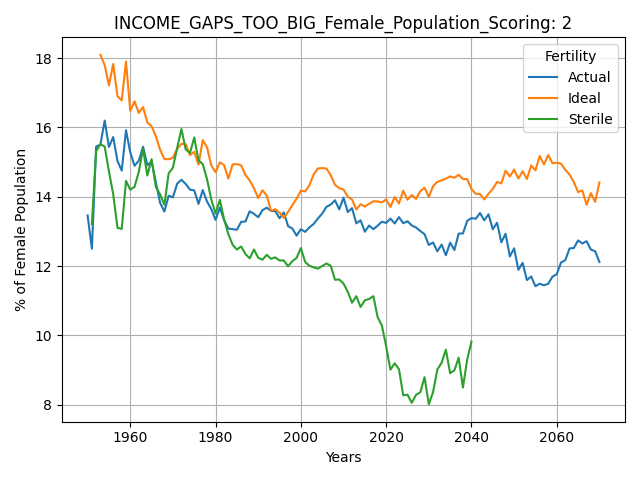 INCOME_GAPS_TOO_BIG_Female_Population_Scoring: 2
Fertility
Actual
Ideal
Sterile
% of Female Population
18
16
14
12
10
8
1960 1980 2000 2020 2040 2060
Years